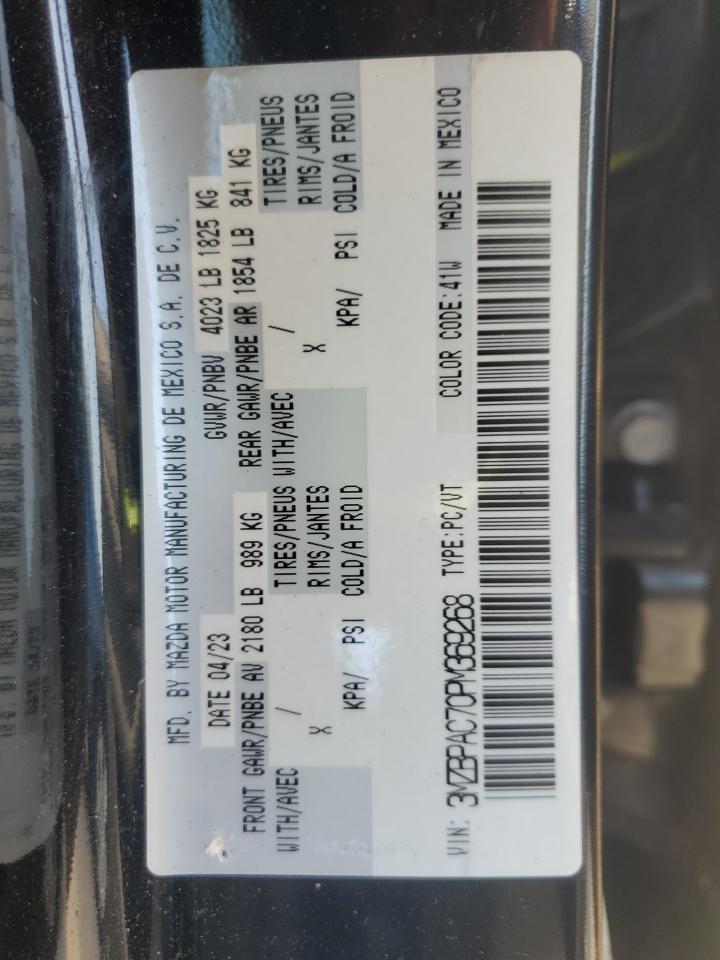 MFD. BY MAZDA MOTOR MANUFACTURING DE MEXICO S.A. DE C.V.
DATE 04/23 GVWR/PNBV 4023 LB 1825 KG
FRONT GAWR/PNBE AV 2180 LB 989 KG REAR GAWR/PNBE AR 1854 LB 841 KG
WITH/AVEC / TIRES/PNEUS WITH/AVEC / TIRES/PNEUS
X RIMS/JANTES X RIMS/JANTES
KPA/ PSI COLD/A FROID KPA/ PSI COLD/A FROID
VIN: 3MZBPAC70PM369268 TYPE:PC/VT COLOR CODE:41W MADE IN MEXICO